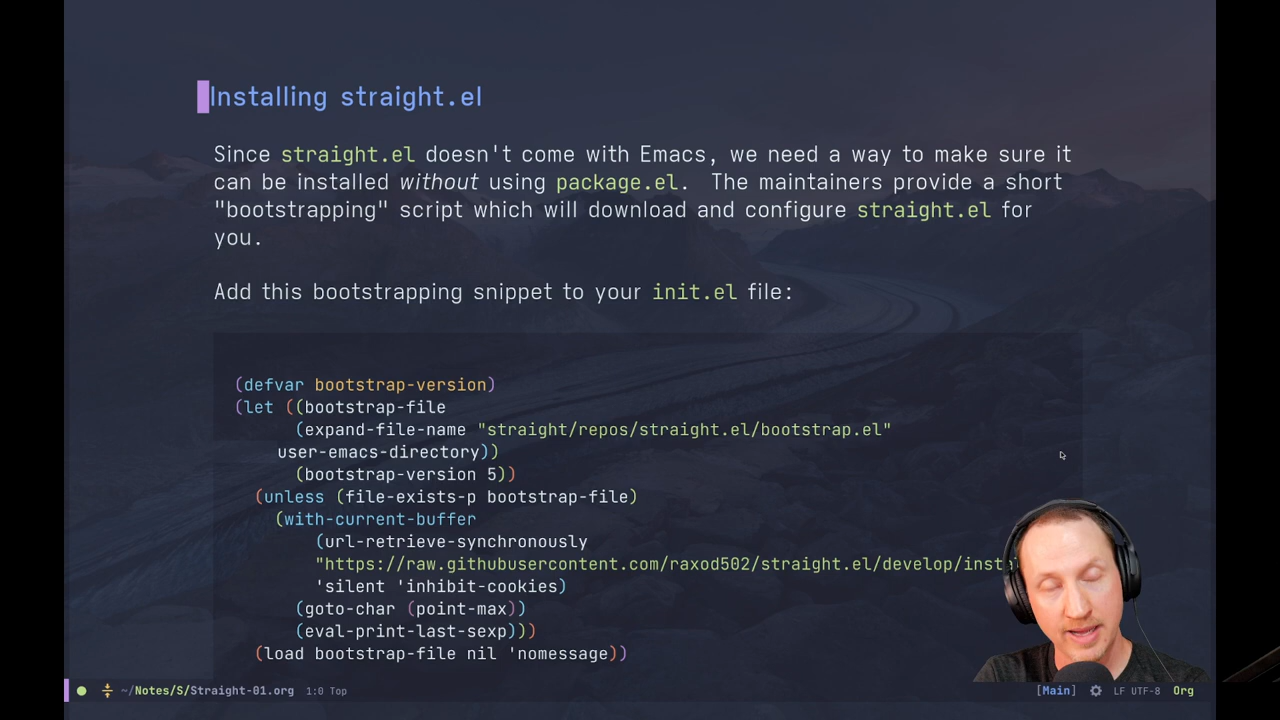 Installing straight.el
Since straight.el doesn't come with Emacs, we need a way to make sure it
can be installed without using package.el.  The maintainers provide a short
"bootstrapping" script which will download and configure straight.el for
you.
Add this bootstrapping snippet to your init.el file:
(defvar bootstrap-version)
(let ((bootstrap-file
(expand-file-name "straight/repos/straight.el/bootstrap.el"
user-emacs-directory))
(bootstrap-version 5))
(unless (file-exists-p bootstrap-file)
(with-current-buffer
(url-retrieve-synchronously
"https://raw.githubusercontent.com/raxod502/straight.el/develop/inst
'silent 'inhibit-cookies)
(goto-char (point-max))
(eval-print-last-sexp)))
(load bootstrap-file nil 'nomessage))
~/Notes/S/Straight-01.org 1:0 Top [Main] LF UTF-8 Org